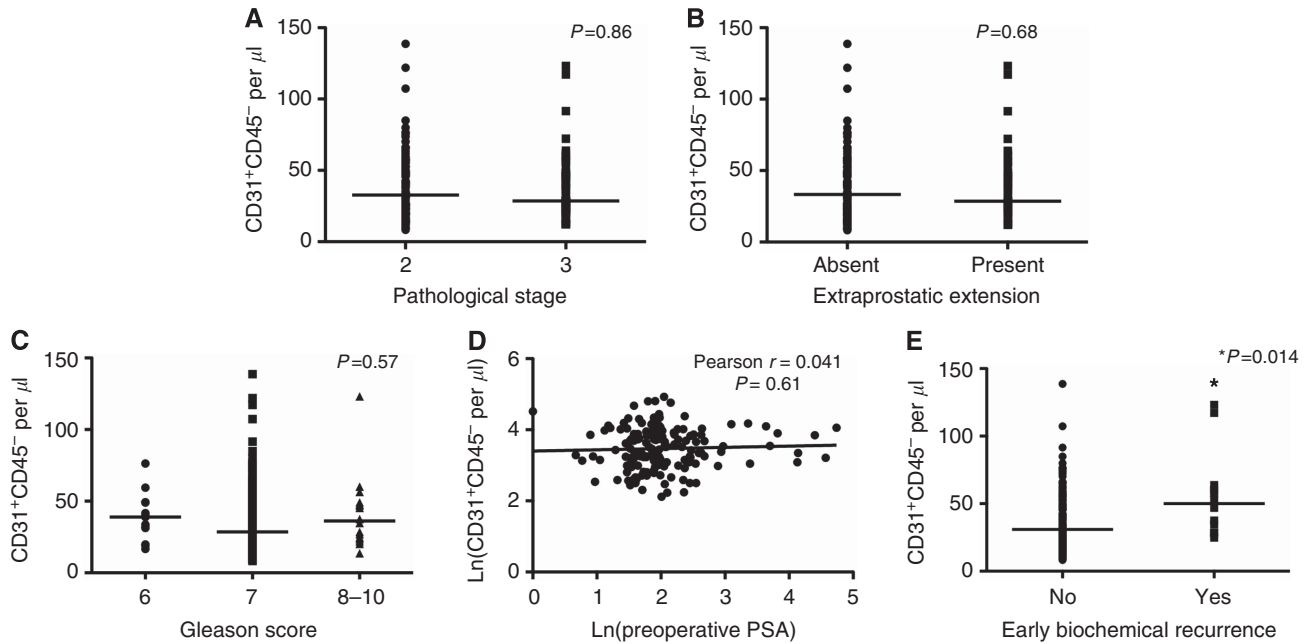 A
CD31⁺CD45⁻ per μl
150
100
50
0
P=0.86
2
3
Pathological stage
B
CD31⁺CD45⁻ per μl
150
100
50
0
P=0.68
Absent
Present
Extraprostatic extension
C
CD31⁺CD45⁻ per μl
150
100
50
0
P=0.57
6
7
8–10
Gleason score
D
Ln(CD31⁺CD45⁻ per μl)
6
4
2
0
Pearson r = 0.041
P = 0.61
0
1
2
3
4
5
Ln(preoperative PSA)
E
CD31⁺CD45⁻ per μl
150
100
50
0
*P=0.014
*
No
Yes
Early biochemical recurrence